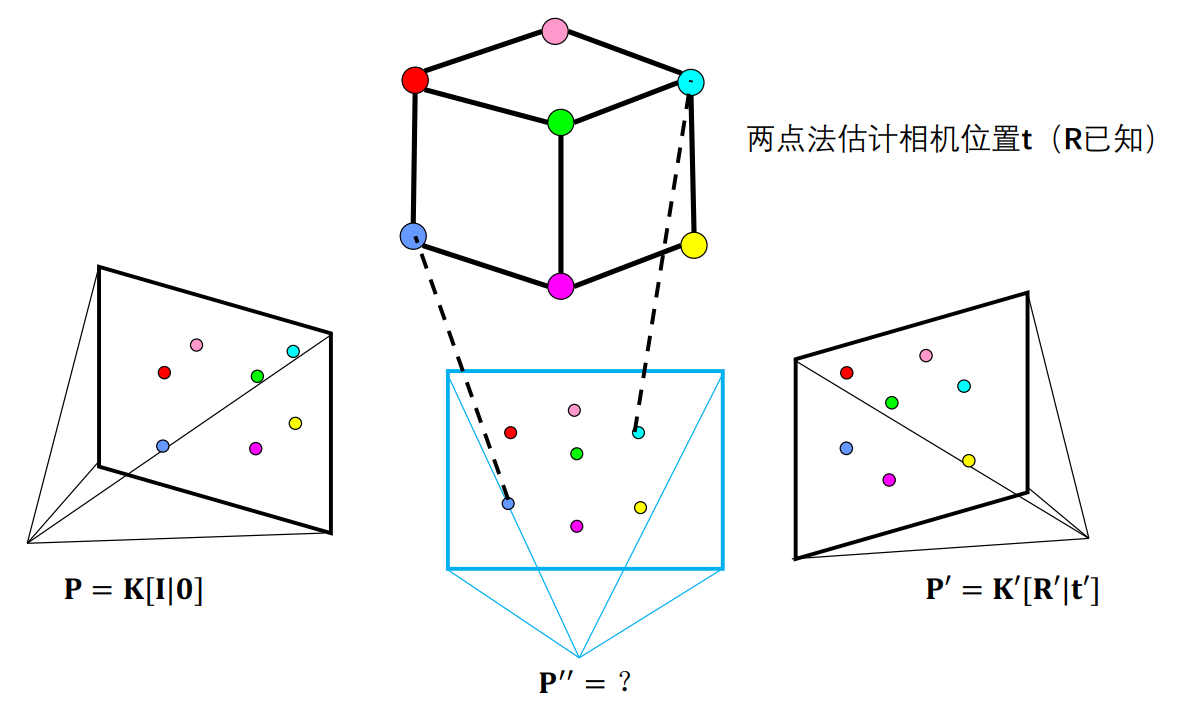 两点法估计相机位置t（R已知）
P = K[I|0]
P′ = K′[R′|t′]
P′′ = ？